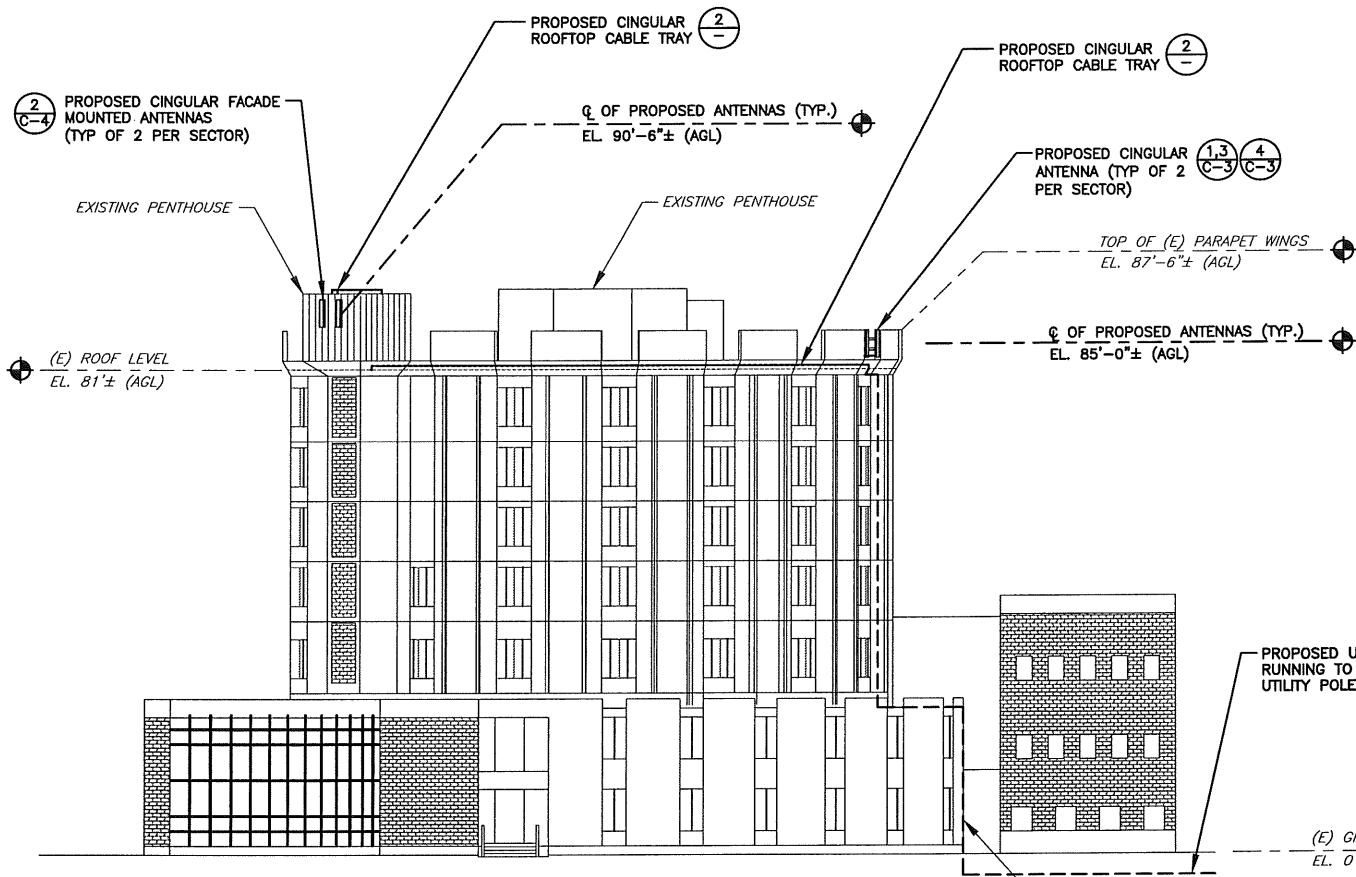 PROPOSED CINGULAR
ROOFTOP CABLE TRAY
2
-
PROPOSED CINGULAR
ROOFTOP CABLE TRAY
2
-
2
C-4
PROPOSED CINGULAR FACADE
MOUNTED ANTENNAS
(TYP OF 2 PER SECTOR)
℄ OF PROPOSED ANTENNAS (TYP.)
EL. 90'-6"± (AGL)
PROPOSED CINGULAR
ANTENNA (TYP OF 2
PER SECTOR)
1,3
C-3
4
C-3
EXISTING PENTHOUSE
EXISTING PENTHOUSE
TOP OF (E) PARAPET WINGS
EL. 87'-6"± (AGL)
℄ OF PROPOSED ANTENNAS (TYP.)
EL. 85'-0"± (AGL)
(E) ROOF LEVEL
EL. 81'± (AGL)
PROPOSED U
RUNNING TO
UTILITY POLE
(E) G
EL. 0